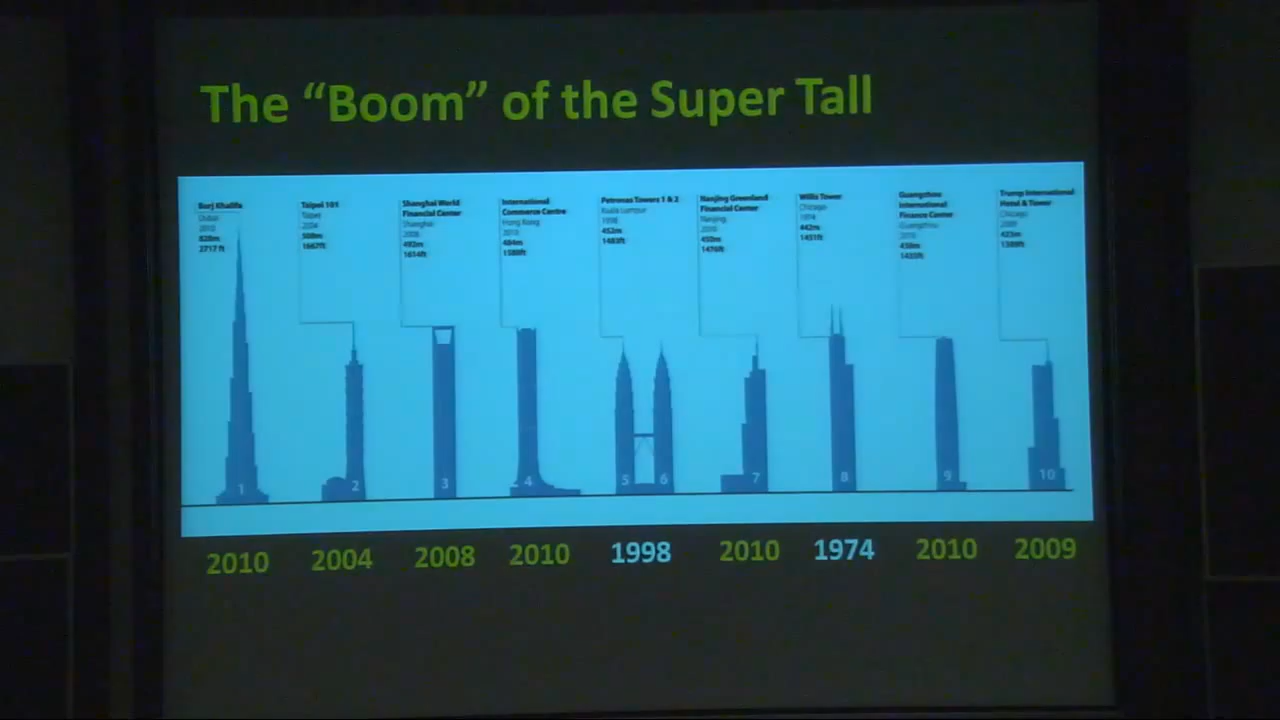 The “Boom” of the Super Tall
Burj Khalifa
Dubai
2010
828m
2717 ft
Taipei 101
Taipei
2004
508m
1667ft
Shanghai World
Financial Center
Shanghai
2008
492m
1614ft
International
Commerce Centre
Hong Kong
2010
484m
1588ft
Petronas Towers 1 & 2
Kuala Lumpur
1998
452m
1483ft
Nanjing Greenland
Financial Center
Nanjing
2010
450m
1476ft
Willis Tower
Chicago
1974
442m
1451ft
Guangzhou
International
Finance Center
Guangzhou
2010
Trump International
Hotel & Tower
Chicago
2009
423m
1389ft
1 2 3 4 5 6 7 8 9 10
2010 2004 2008 2010 1998 2010 1974 2010 2009